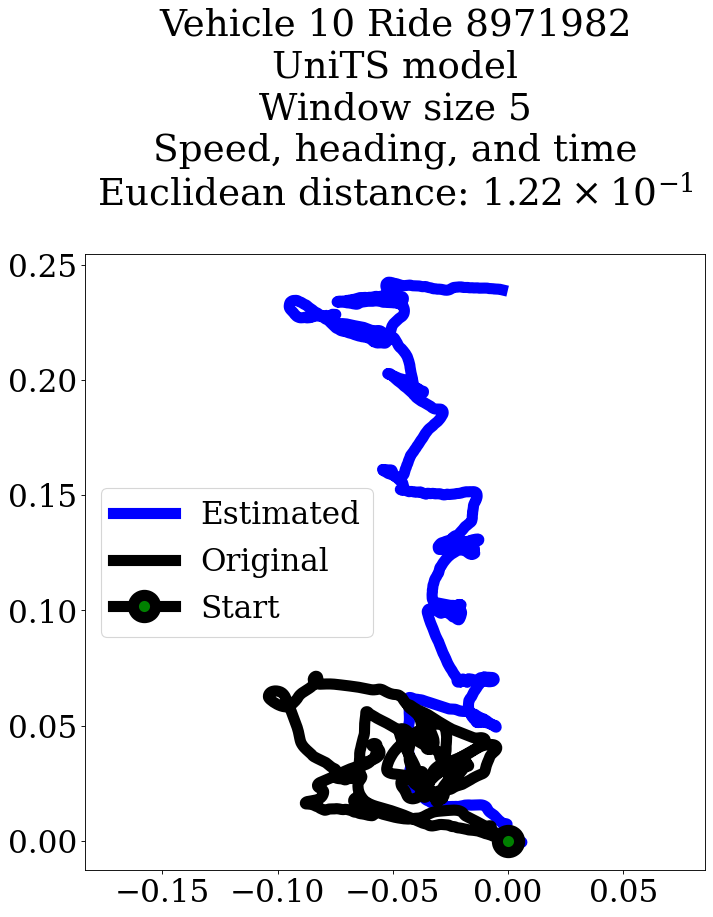 Vehicle 10 Ride 8971982
UniTS model
Window size 5
Speed, heading, and time
Euclidean distance: 1.22 × 10⁻¹
0.25
0.20
0.15
0.10
0.05
0.00
Estimated
Original
Start
−0.15 −0.10 −0.05 0.00 0.05